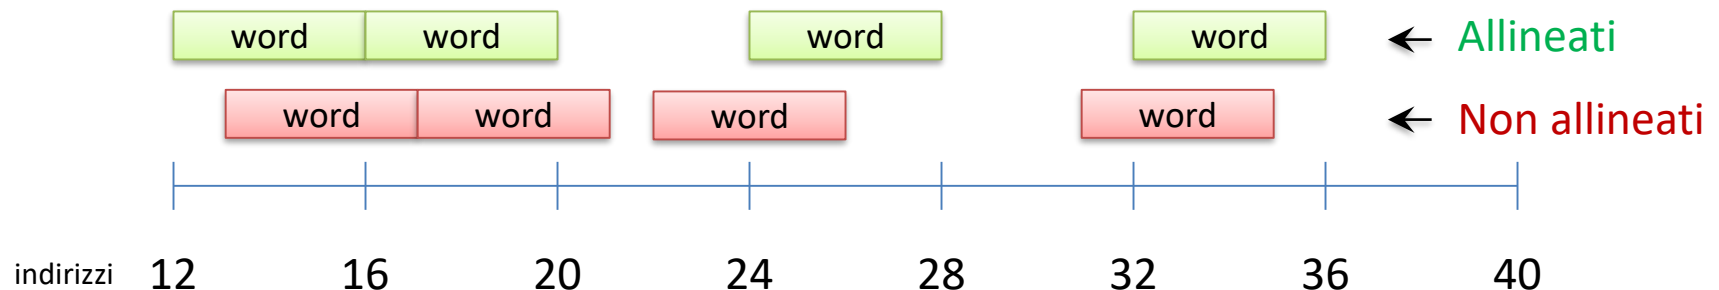 word word word word ← Allineati
word word word word ← Non allineati
indirizzi 12 16 20 24 28 32 36 40